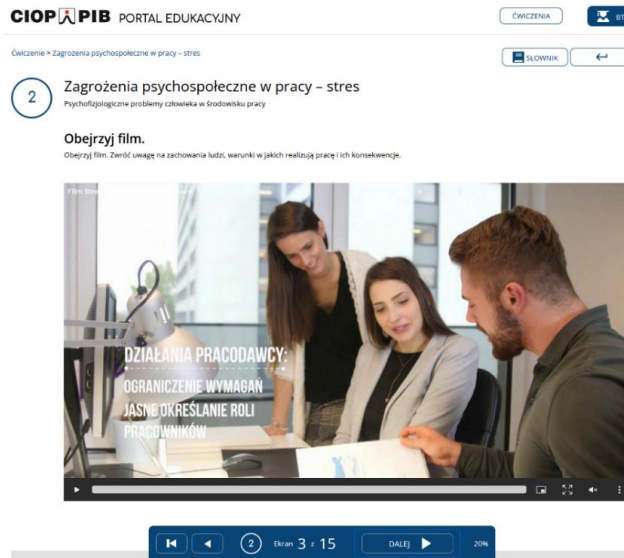 CIOP PIB PORTAL EDUKACYJNY
ĆWICZENIA
Ćwiczenie > Zagrożenia psychospołeczne w pracy – stres
SŁOWNIK
2
Zagrożenia psychospołeczne w pracy – stres
Psychofizjologiczne problemy człowieka w środowisku pracy
Obejrzyj film.
Obejrzyj film. Zwróć uwagę na zachowania ludzi, warunki w jakich realizują pracę i ich konsekwencje.
Film
DZIAŁANIA PRACODAWCY:
OGRANICZENIE WYMAGAŃ
JASNE OKREŚLANIE ROLI
PRACOWNIKÓW
2 Ekran 3 z 15 DALEJ 20%